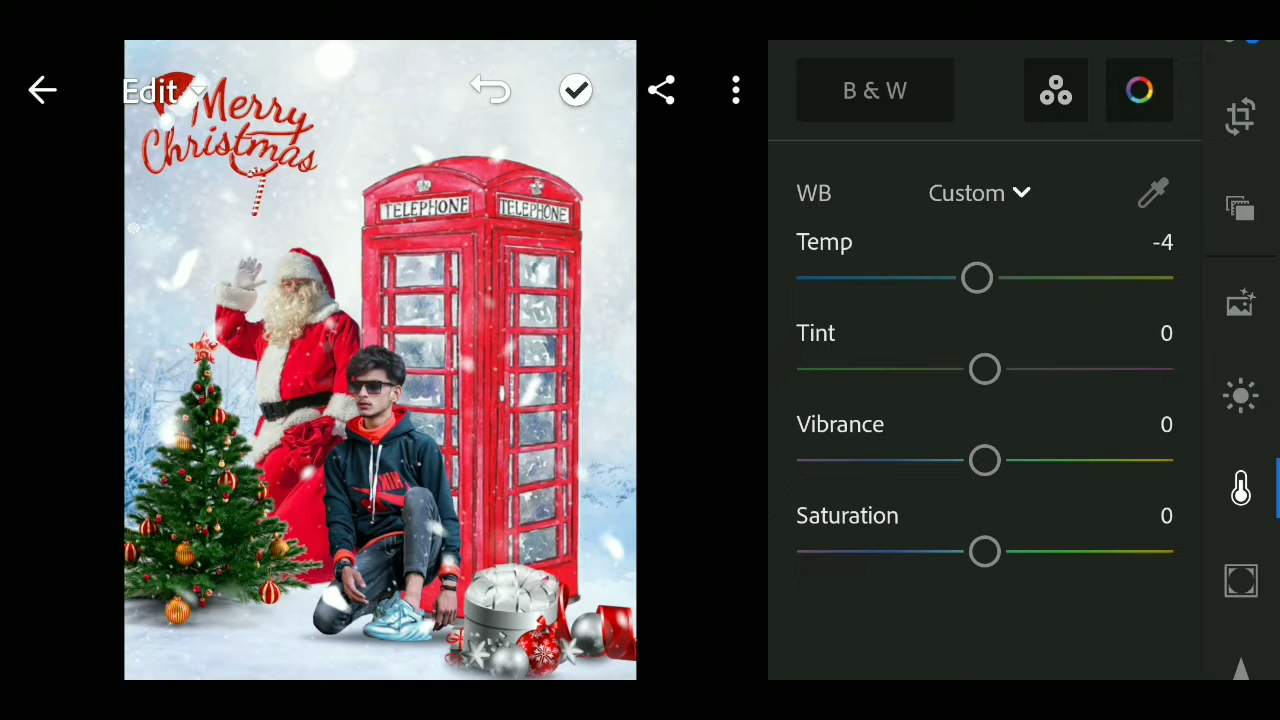 Edit
Merry
Christmas
TELEPHONE TELEPHONE
B & W
WB Custom
Temp -4
Tint 0
Vibrance 0
Saturation 0